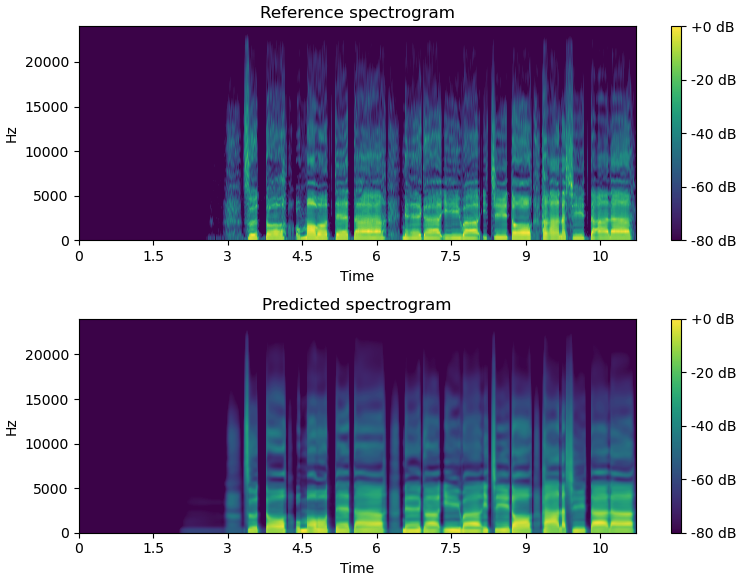 Reference spectrogram
20000
15000
10000
5000
0
Hz
0 1.5 3 4.5 6 7.5 9 10
Time
+0 dB
-20 dB
-40 dB
-60 dB
-80 dB
Predicted spectrogram
20000
15000
10000
5000
0
Hz
0 1.5 3 4.5 6 7.5 9 10
Time
+0 dB
-20 dB
-40 dB
-60 dB
-80 dB